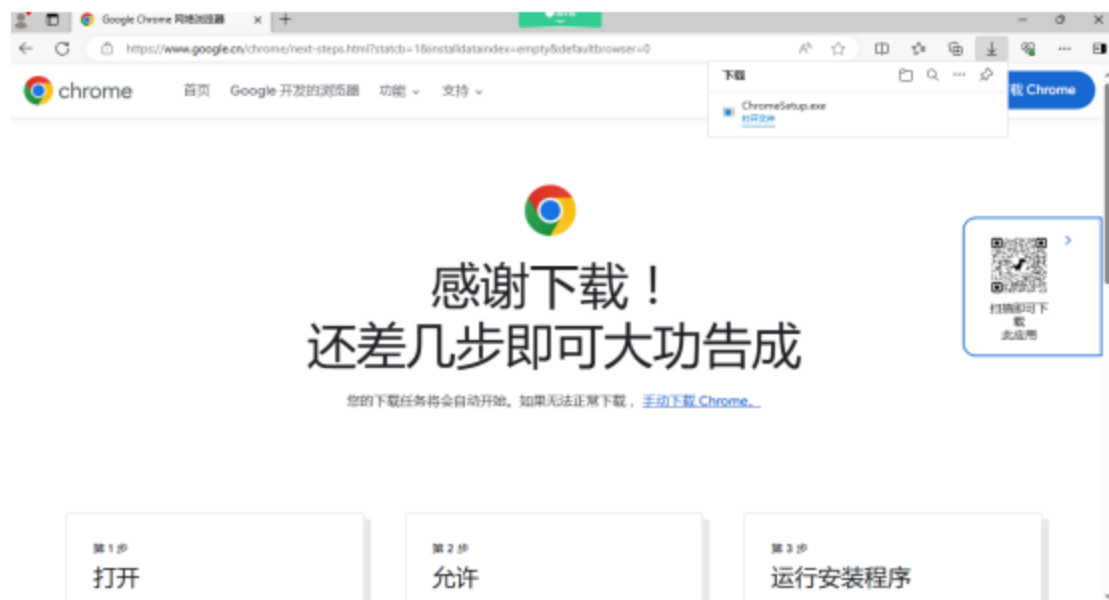 Google Chrome 网络浏览器
https://www.google.cn/chrome/next-steps.html?statcb=1&installdataindex=empty&defaultbrowser=0
下载
ChromeSetup.exe
打开文件
chrome 首页 Google 开发的浏览器 功能 支持
载 Chrome
感谢下载！
还差几步即可大功告成
您的下载任务将会自动开始。如果无法正常下载，手动下载 Chrome。
扫描即可下
载
此应用
第 1 步
打开
第 2 步
允许
第 3 步
运行安装程序